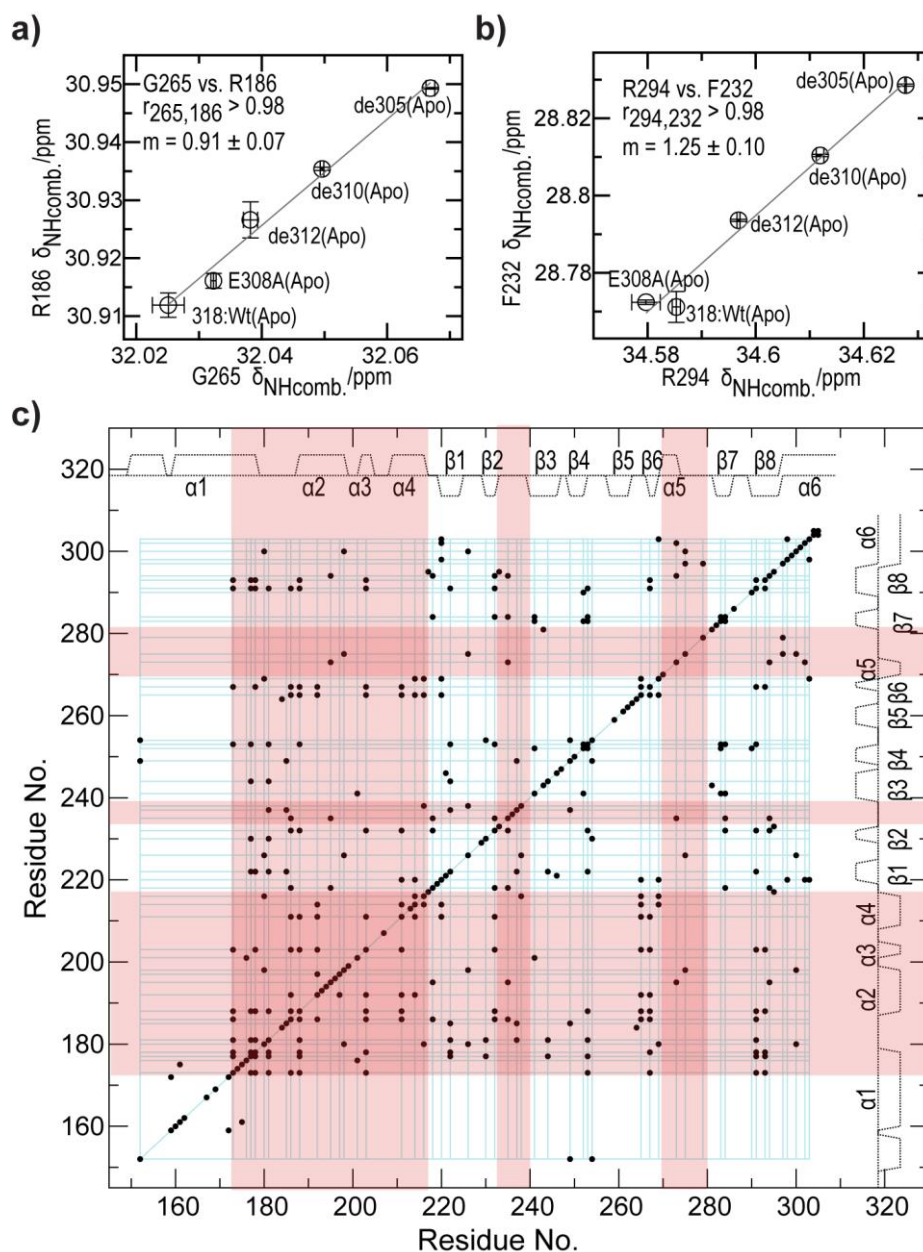 a)
G265 vs. R186
r265,186 > 0.98
m = 0.91 ± 0.07
30.95
30.94
30.93
30.92
30.91
R186 δNHcomb./ppm
de305(Apo)
de310(Apo)
de312(Apo)
E308A(Apo)
318:Wt(Apo)
32.02 32.04 32.06
G265 δNHcomb./ppm
b)
R294 vs. F232
r294,232 > 0.98
m = 1.25 ± 0.10
28.82
28.8
28.78
F232 δNHcomb./ppm
de305(Apo)
de310(Apo)
de312(Apo)
E308A(Apo)
318:Wt(Apo)
34.58 34.6 34.62
R294 δNHcomb./ppm
c)
320
300
280
260
240
220
200
180
160
Residue No.
α1 α2 α3 α4 β1 β2 β3 β4 β5 β6 α5 β7 β8 α6
α6
β8
β7
α5
β6
β5
β4
β3
β2
β1
α4
α3
α2
α1
160 180 200 220 240 260 280 300 320
Residue No.